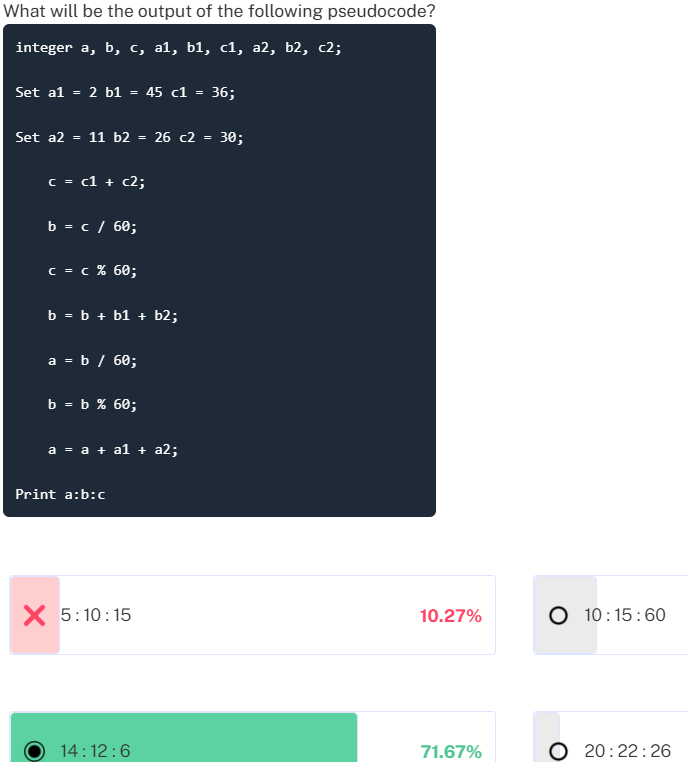 What will be the output of the following pseudocode?
integer a, b, c, a1, b1, c1, a2, b2, c2;
Set a1 = 2 b1 = 45 c1 = 36;
Set a2 = 11 b2 = 26 c2 = 30;
c = c1 + c2;
b = c / 60;
c = c % 60;
b = b + b1 + b2;
a = b / 60;
b = b % 60;
a = a + a1 + a2;
Print a:b:c
5 : 10 : 15 10.27% 10 : 15 : 60
14 : 12 : 6 71.67% 20 : 22 : 26